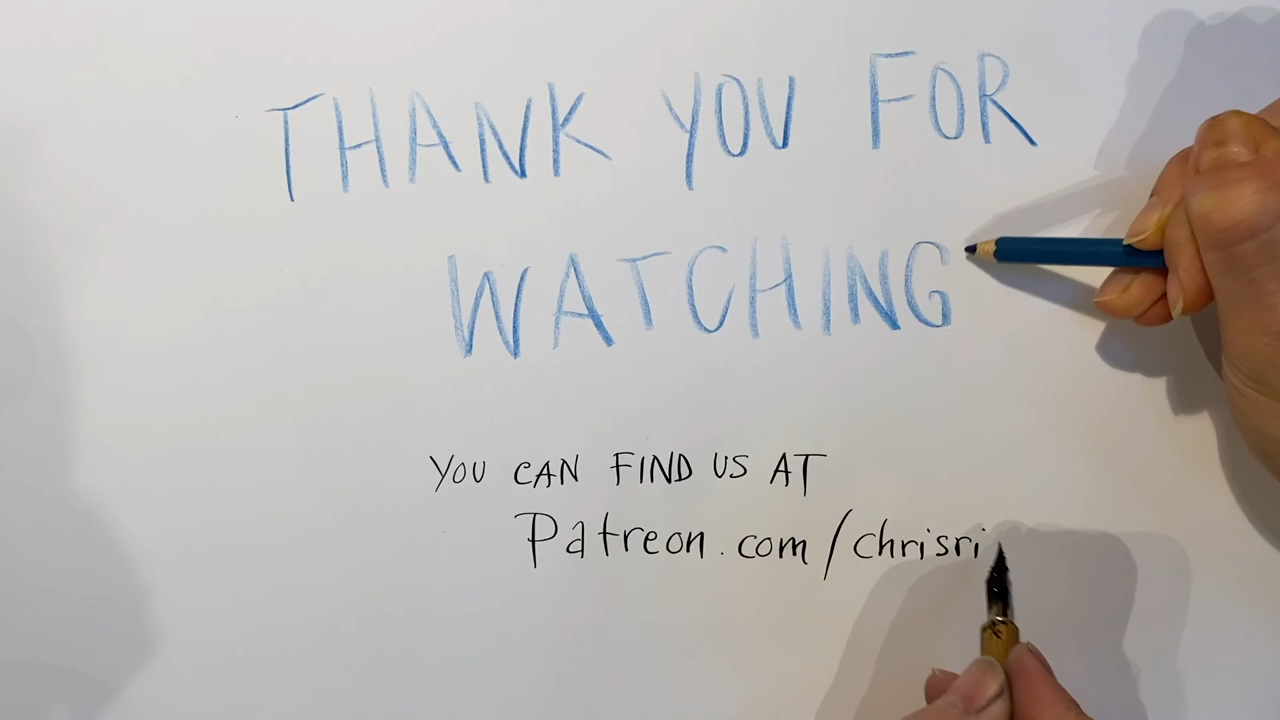 THANK YOU FOR
WATCHING
YOU CAN FIND US AT
Patreon.com/chrisri